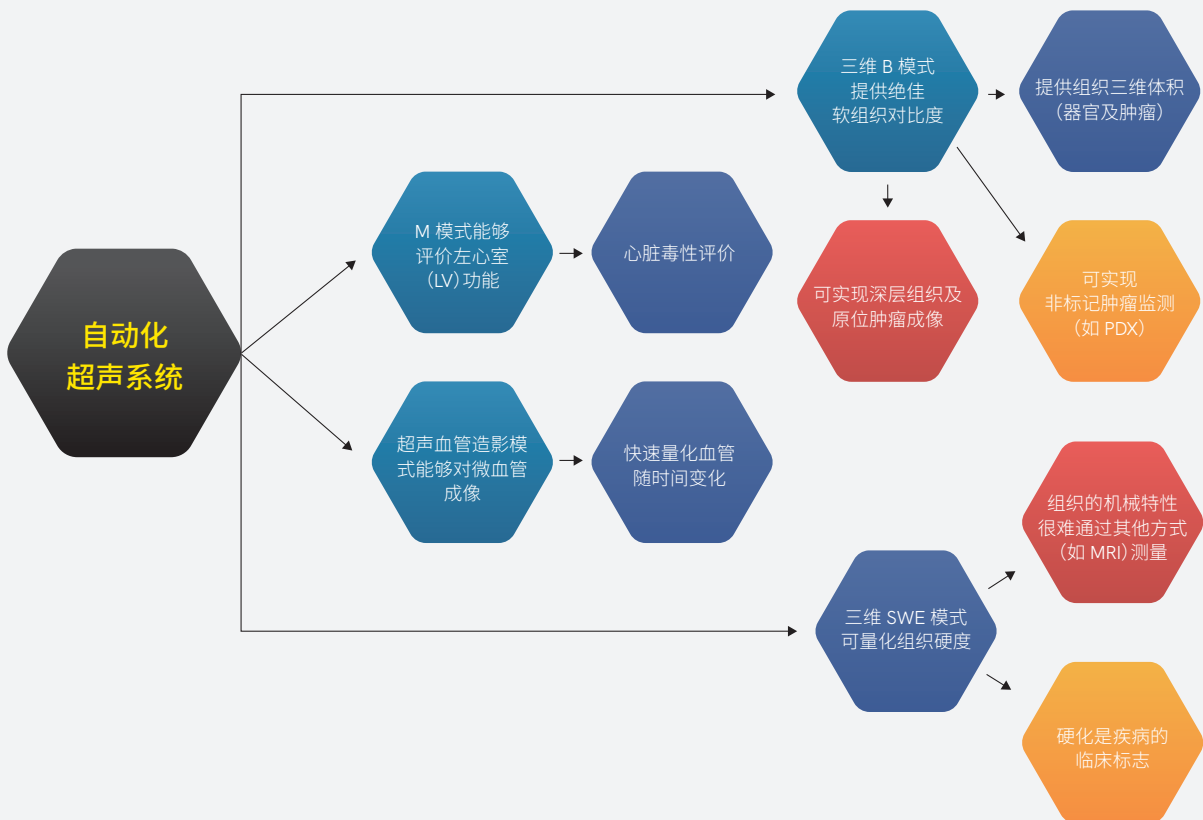 三维 B 模式
提供绝佳
软组织对比度
提供组织三维体积
（器官及肿瘤）
M 模式能够
评价左心室
（LV）功能
心脏毒性评价
可实现深层组织及
原位肿瘤成像
可实现
非标记肿瘤监测
（如 PDX）
自动化
超声系统
超声血管造影模
式能够对微血管
成像
快速量化血管
随时间变化
组织的机械特性
很难通过其他方式
（如 MRI）测量
三维 SWE 模式
可量化组织硬度
硬化是疾病的
临床标志